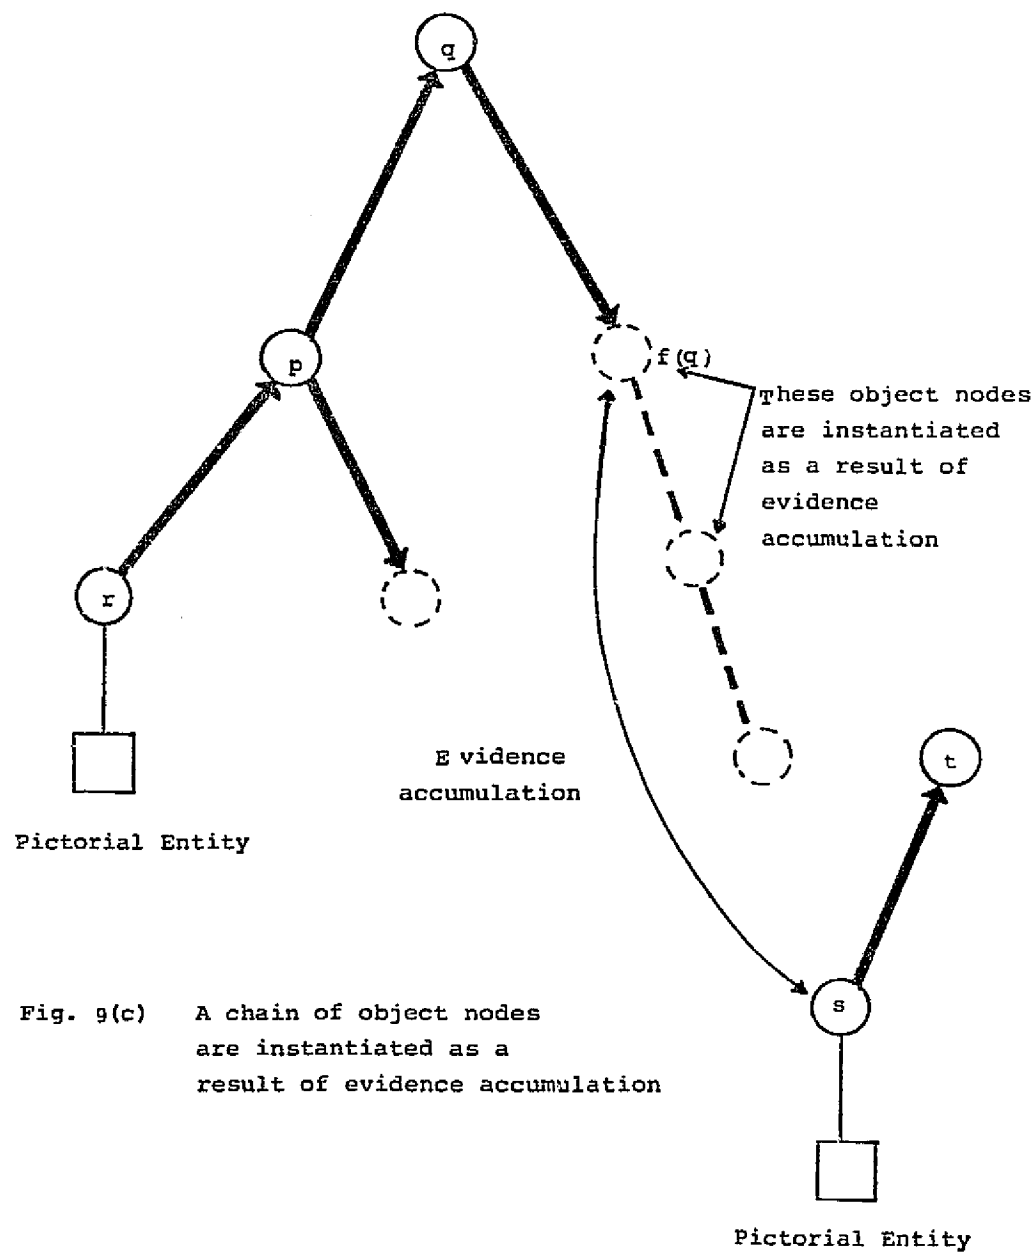 q
f(q)
p
These object nodes
are instantiated
as a result of
evidence
accumulation
r
E vidence
accumulation
t
Pictorial Entity
s
Fig. 9(c) A chain of object nodes
are instantiated as a
result of evidence accumulation
Pictorial Entity